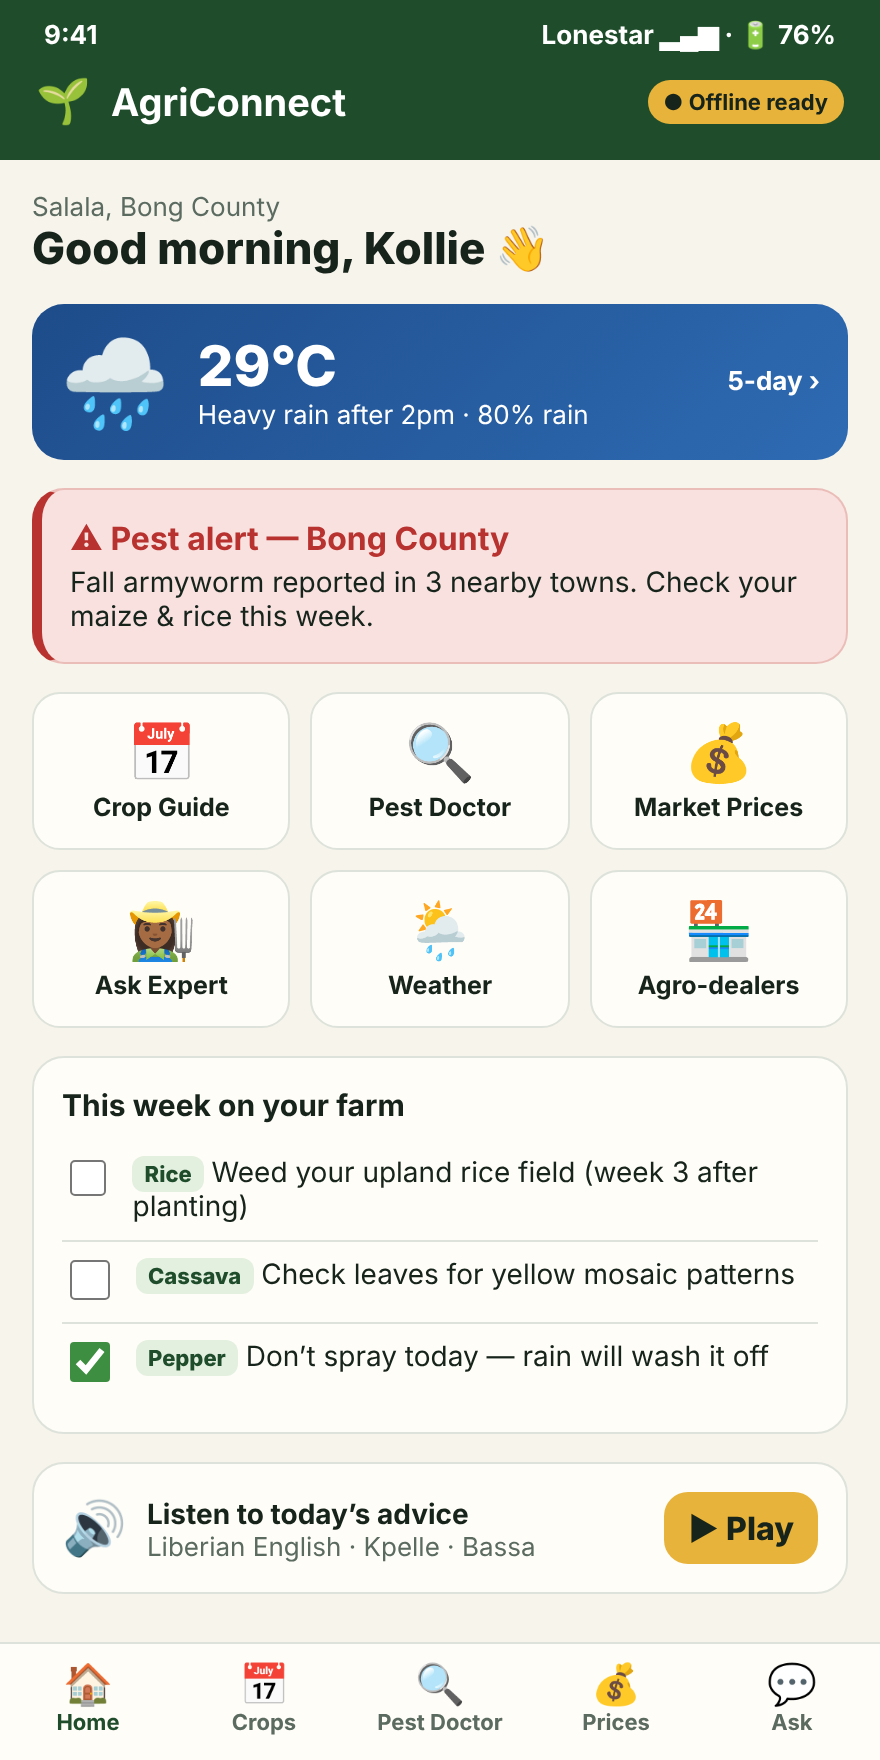 9:41
Lonestar ▂▄▆ · 🔋 76%
🌱 AgriConnect
● Offline ready
Salala, Bong County
Good morning, Kollie 👋
29°C
Heavy rain after 2pm · 80% rain
5-day ›
⚠ Pest alert — Bong County
Fall armyworm reported in 3 nearby towns. Check your
maize & rice this week.
July
17
Crop Guide
Pest Doctor
Market Prices
Ask Expert
Weather
24
Agro-dealers
This week on your farm
Rice Weed your upland rice field (week 3 after
planting)
Cassava Check leaves for yellow mosaic patterns
Pepper Don’t spray today — rain will wash it off
Listen to today’s advice
Liberian English · Kpelle · Bassa
▶ Play
July
17
Home
Crops
Pest Doctor
Prices
Ask